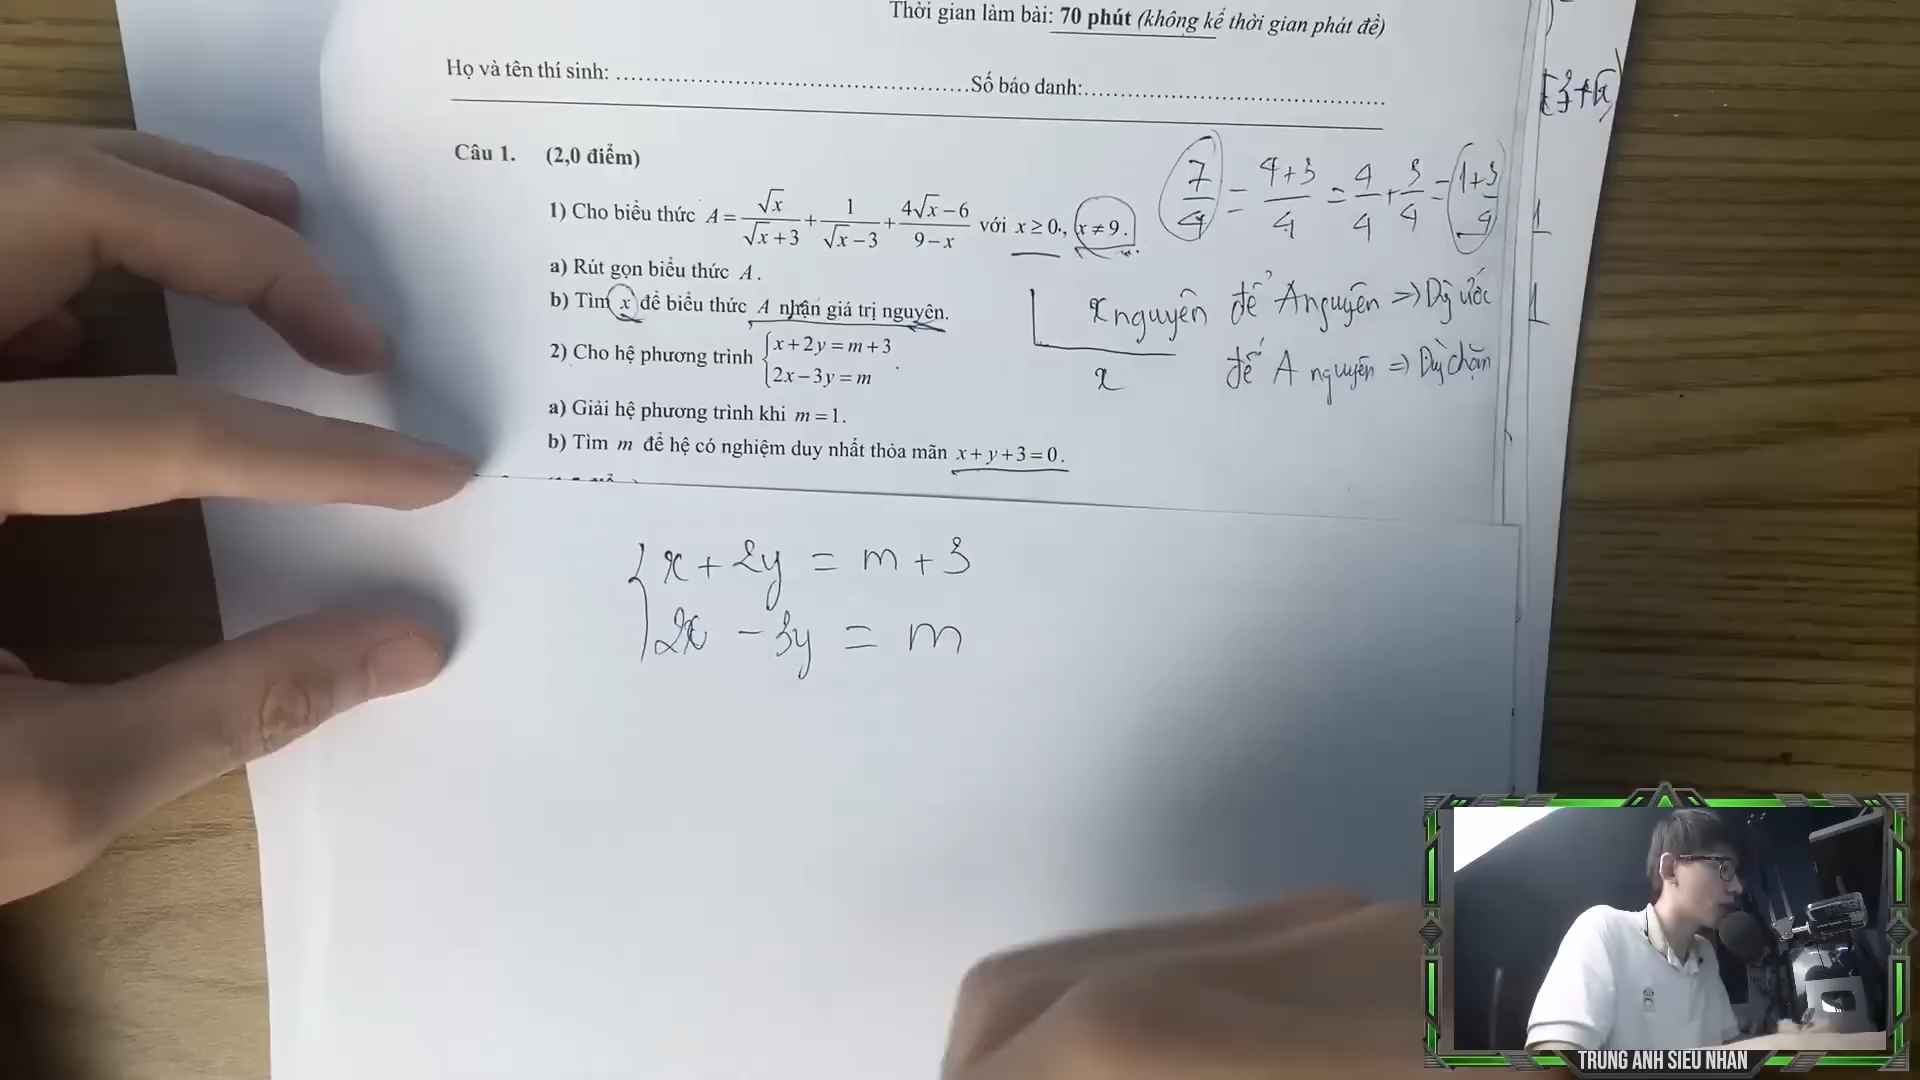 Thời gian làm bài: 70 phút (không kể thời gian phát đề)
Họ và tên thí sinh: ........................................ Số báo danh:........................................
Câu 1. (2,0 điểm)
1) Cho biểu thức A = √x/(√x+3) + 1/(√x−3) + (4√x−6)/(9−x) với x ≥ 0, x ≠ 9.
a) Rút gọn biểu thức A.
b) Tìm x để biểu thức A nhận giá trị nguyên.
2) Cho hệ phương trình { x+2y=m+3
2x−3y=m .
a) Giải hệ phương trình khi m=1.
b) Tìm m để hệ có nghiệm duy nhất thỏa mãn x+y+3=0.
7/4 = (4+3)/4 = 4/4 + 3/4 = 1+3/4
x nguyên để A nguyên => Dùng ước
x để A nguyên => Dùng chặn
x + 2y = m + 3
2x − 3y = m
TRUNG ANH SIEU NHAN